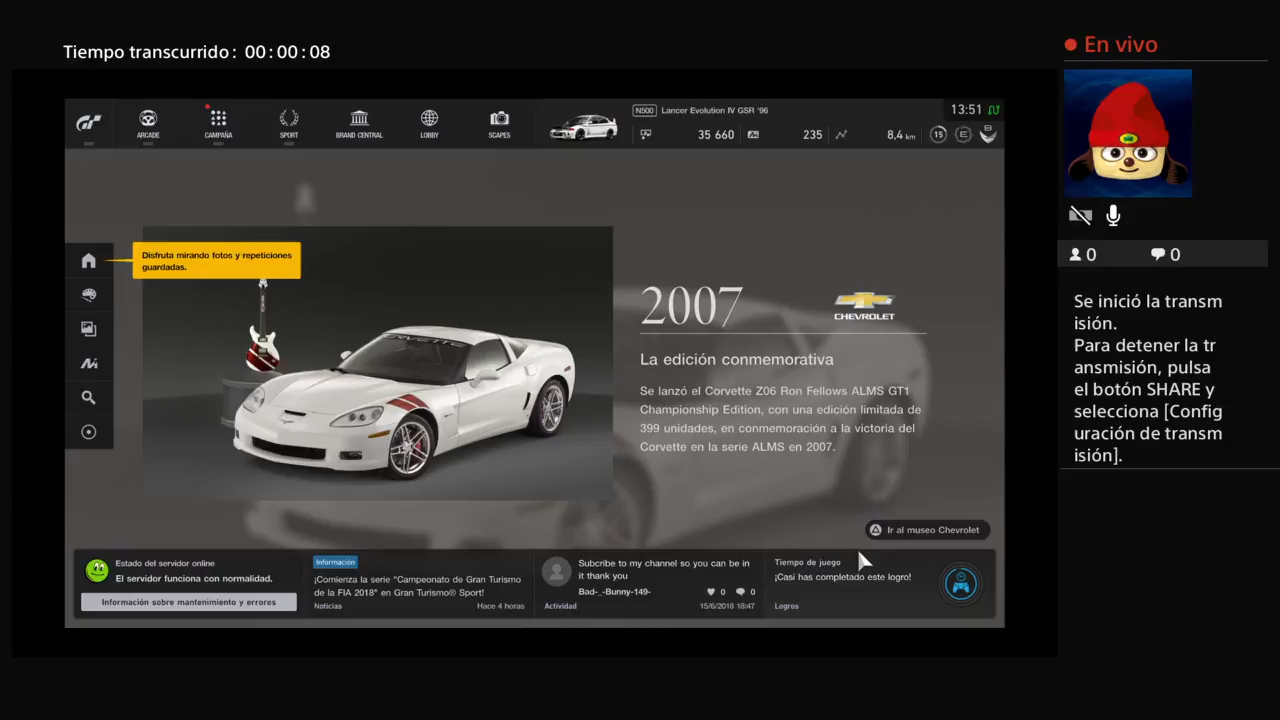 Tiempo transcurrido: 00:00:08
En vivo
ARCADE
CAMPAÑA
SPORT
BRAND CENTRAL
LOBBY
SCAPES
N500 Lancer Evolution IV GSR '96
35 660
235
8,4 km
15
E
B
13:51
Disfruta mirando fotos y repeticiones
guardadas.
CORVETTE
2007
CHEVROLET
La edición conmemorativa
Se lanzó el Corvette Z06 Ron Fellows ALMS GT1
Championship Edition, con una edición limitada de
399 unidades, en conmemoración a la victoria del
Corvette en la serie ALMS en 2007.
Ir al museo Chevrolet
Estado del servidor online
El servidor funciona con normalidad.
Información sobre mantenimiento y errores
Información
¡Comienza la serie "Campeonato de Gran Turismo
de la FIA 2018" en Gran Turismo® Sport!
Noticias
Hace 4 horas
Subcribe to my channel so you can be in
it thank you
Bad-_-Bunny-149-
0
0
Actividad
15/6/2018 18:47
Tiempo de juego
¡Casi has completado este logro!
Logros
0
0
Se inició la transm
isión.
Para detener la tr
ansmisión, pulsa
el botón SHARE y
selecciona [Config
uración de transm
isión].